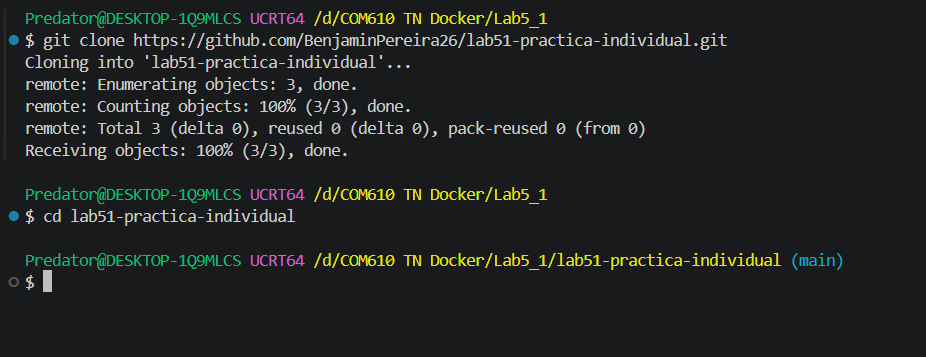 Predator@DESKTOP-1Q9MLCS UCRT64 /d/COM610 TN Docker/Lab5_1
$ git clone https://github.com/BenjaminPereira26/lab51-practica-individual.git
Cloning into 'lab51-practica-individual'...
remote: Enumerating objects: 3, done.
remote: Counting objects: 100% (3/3), done.
remote: Total 3 (delta 0), reused 0 (delta 0), pack-reused 0 (from 0)
Receiving objects: 100% (3/3), done.
Predator@DESKTOP-1Q9MLCS UCRT64 /d/COM610 TN Docker/Lab5_1
$ cd lab51-practica-individual
Predator@DESKTOP-1Q9MLCS UCRT64 /d/COM610 TN Docker/Lab5_1/lab51-practica-individual (main)
$